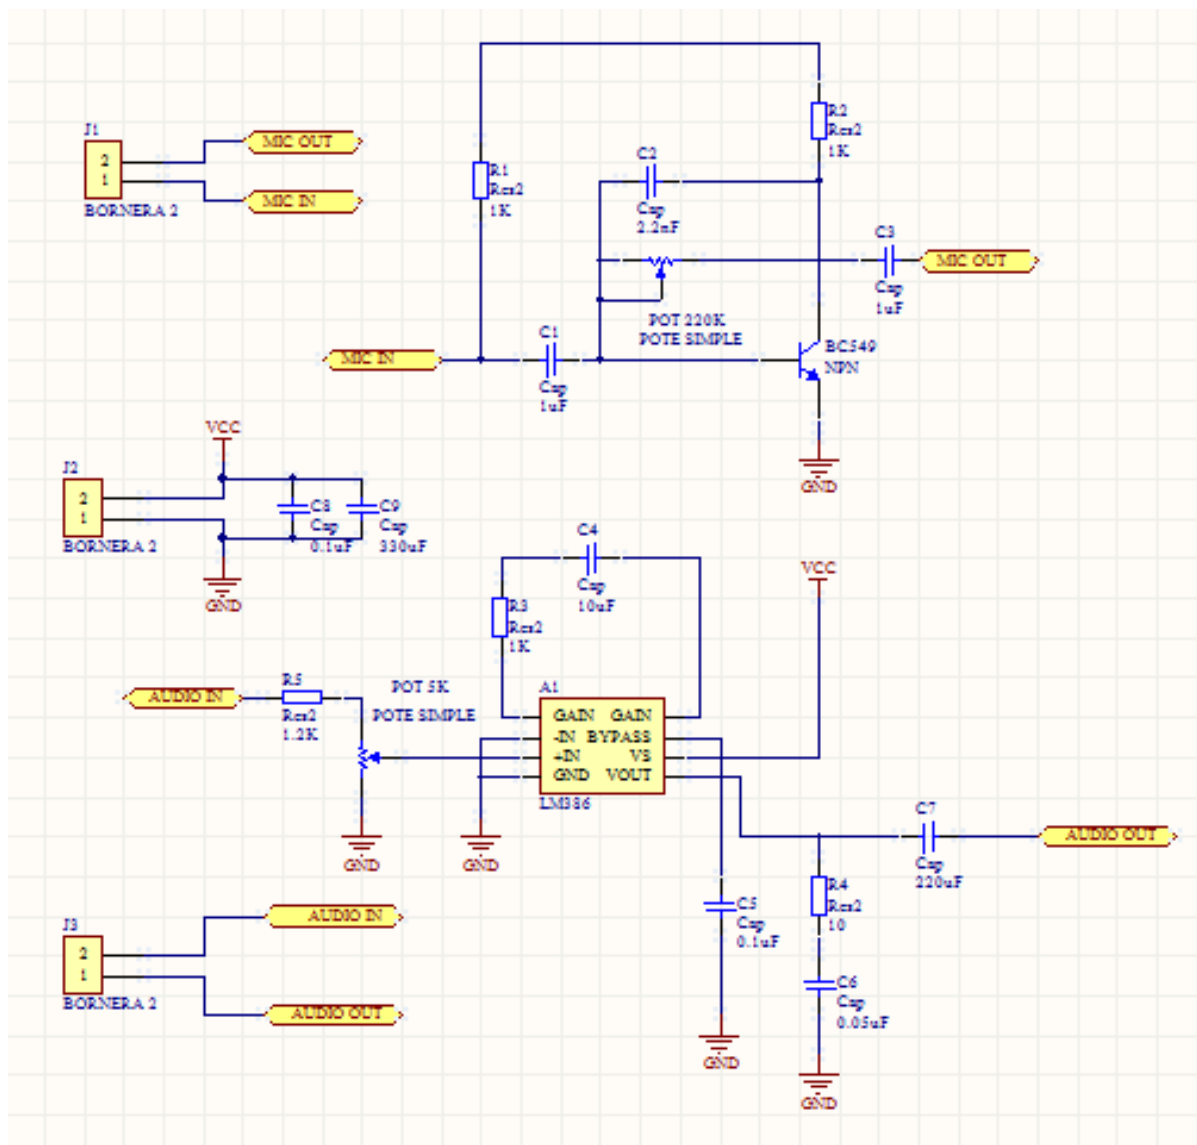 J1
2
1
BORNERA 2
MIC OUT
MIC IN
R1
Res2
1K
R2
Res2
1K
C2
Cap
2.2nF
C3
Cap
1uF
MIC OUT
POT 220K
POTE SIMPLE
MIC IN
C1
Cap
1uF
BC549
NPN
GND
VCC
J2
2
1
BORNERA 2
C8
Cap
0.1uF
C9
Cap
330uF
GND
C4
Cap
10uF
R3
Res2
1K
VCC
AUDIO IN
R5
Res2
1.2K
POT 5K
POTE SIMPLE
A1
GAIN GAIN
-IN BYPASS
+IN VS
GND VOUT
LM386
GND
GND
C7
Cap
220uF
AUDIO OUT
R4
Res2
10
C5
Cap
0.1uF
C6
Cap
0.05uF
GND
GND
J3
2
1
BORNERA 2
AUDIO IN
AUDIO OUT